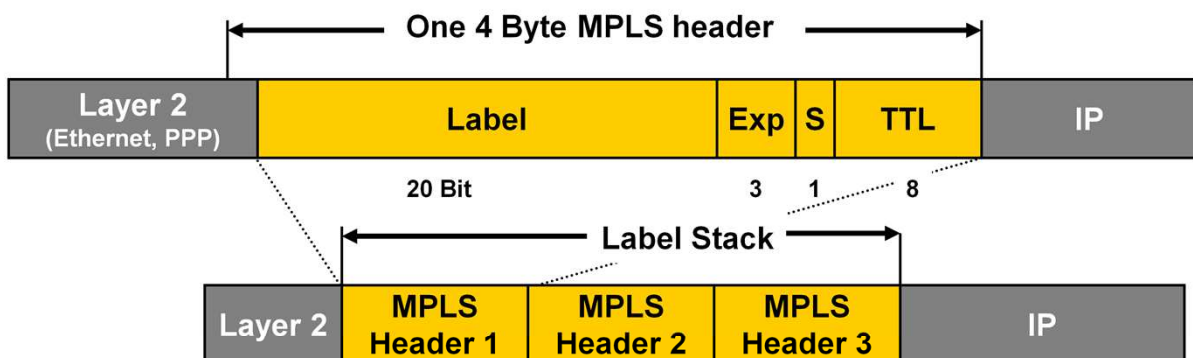 One 4 Byte MPLS header
Layer 2
(Ethernet, PPP)
Label
Exp
S
TTL
IP
20 Bit
3
1
8
Label Stack
Layer 2
MPLS
Header 1
MPLS
Header 2
MPLS
Header 3
IP